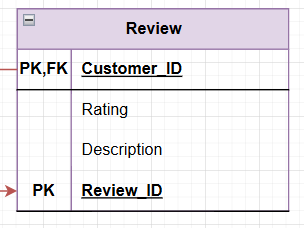 Review
PK,FK Customer_ID
Rating
Description
PK Review_ID